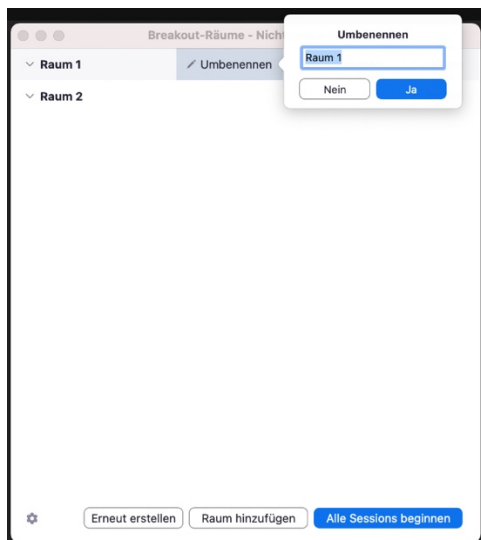 Breakout-Räume - Nicht
Umbenennen
Raum 1
Nein Ja
Raum 1 Umbenennen
Raum 2
Erneut erstellen Raum hinzufügen Alle Sessions beginnen